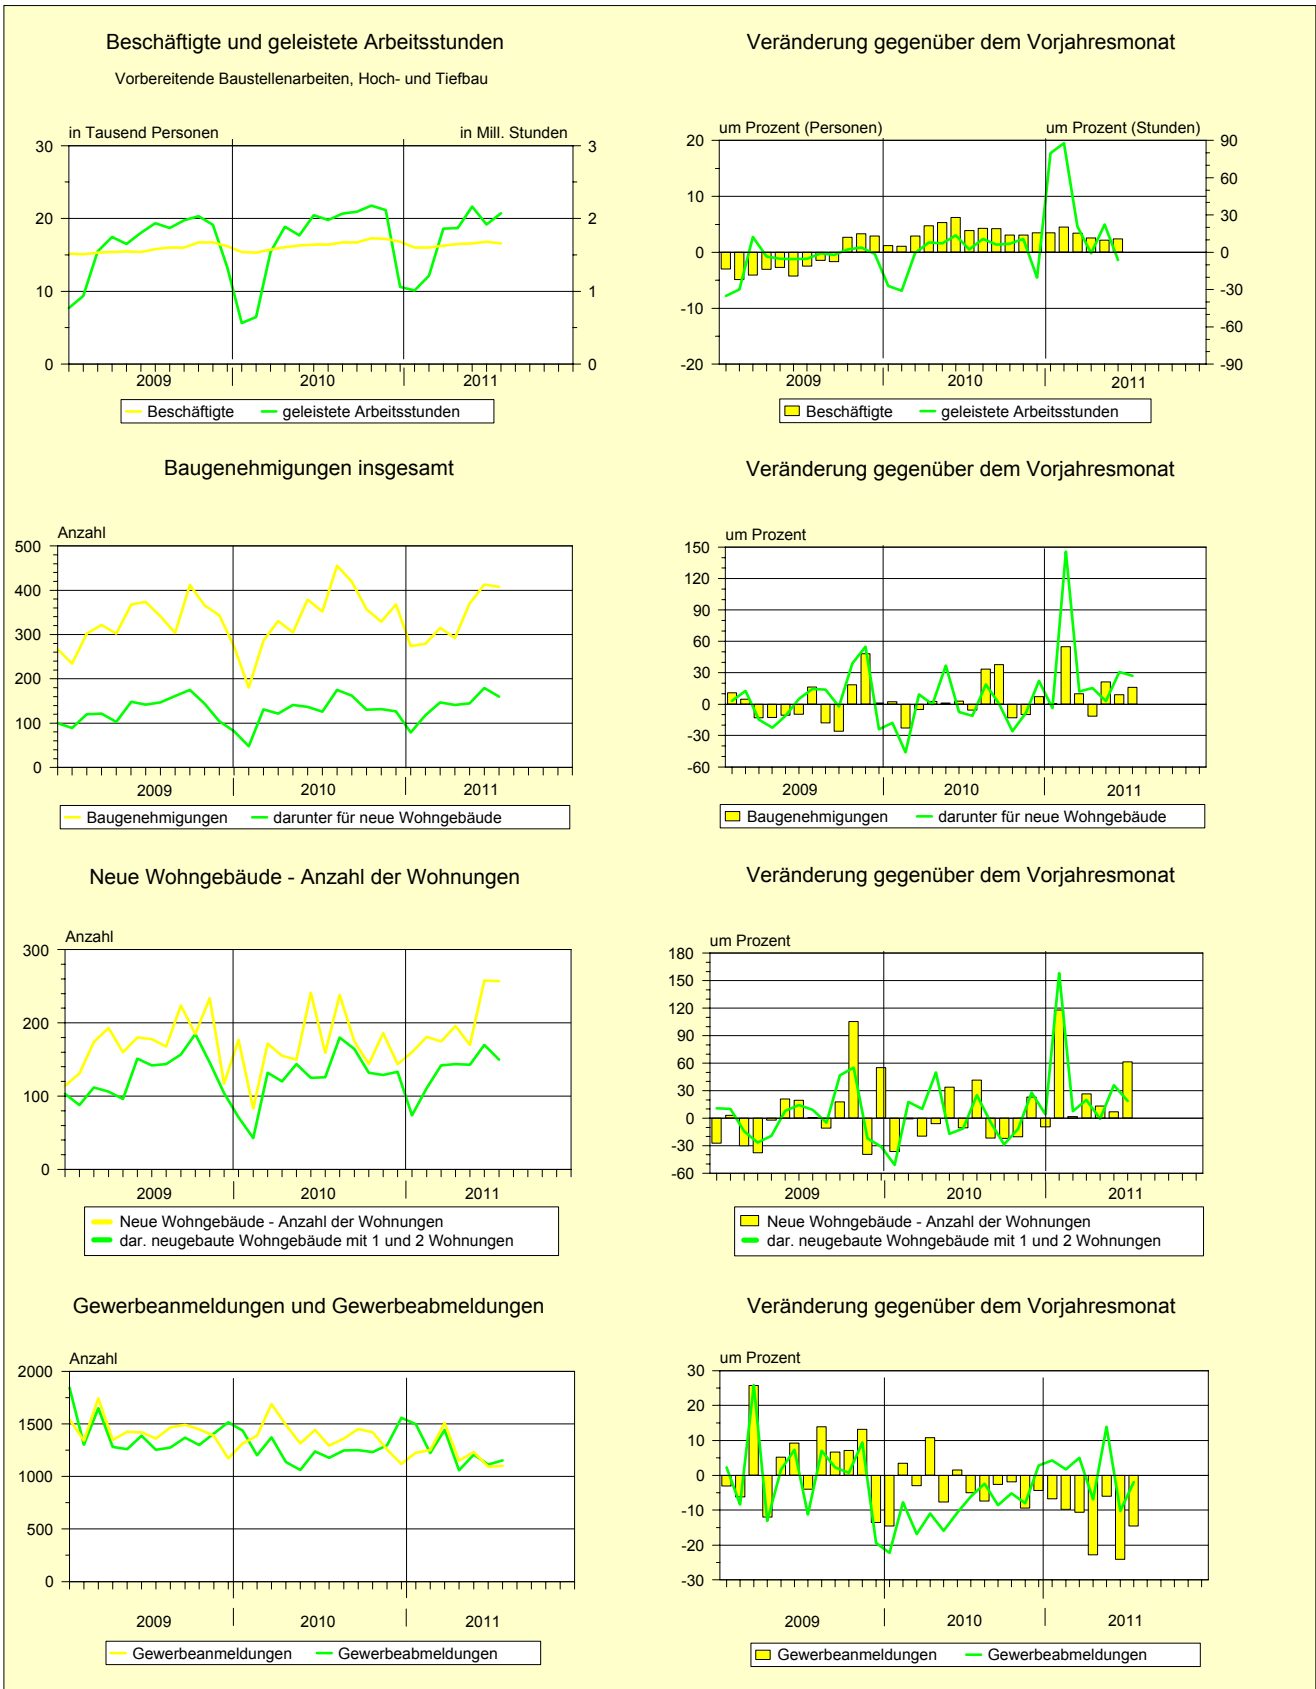 Beschäftigte und geleistete Arbeitsstunden
Vorbereitende Baustellenarbeiten, Hoch- und Tiefbau
in Tausend Personen in Mill. Stunden
30 3
20 2
10 1
0 0
2009 2010 2011
Beschäftigte geleistete Arbeitsstunden
Veränderung gegenüber dem Vorjahresmonat
um Prozent (Personen) um Prozent (Stunden)
20 90
60
10 30
0 0
-30
-10 -60
-20 -90
2009 2010 2011
Beschäftigte geleistete Arbeitsstunden
Baugenehmigungen insgesamt
Anzahl
500
400
300
200
100
0
2009 2010 2011
Baugenehmigungen darunter für neue Wohngebäude
Veränderung gegenüber dem Vorjahresmonat
um Prozent
150
120
90
60
30
0
-30
-60
2009 2010 2011
Baugenehmigungen darunter für neue Wohngebäude
Neue Wohngebäude - Anzahl der Wohnungen
Anzahl
300
200
100
0
2009 2010 2011
Neue Wohngebäude - Anzahl der Wohnungen
dar. neugebaute Wohngebäude mit 1 und 2 Wohnungen
Veränderung gegenüber dem Vorjahresmonat
um Prozent
180
150
120
90
60
30
0
-30
-60
2009 2010 2011
Neue Wohngebäude - Anzahl der Wohnungen
dar. neugebaute Wohngebäude mit 1 und 2 Wohnungen
Gewerbeanmeldungen und Gewerbeabmeldungen
Anzahl
2000
1500
1000
500
0
2009 2010 2011
Gewerbeanmeldungen Gewerbeabmeldungen
Veränderung gegenüber dem Vorjahresmonat
um Prozent
30
20
10
0
-10
-20
-30
2009 2010 2011
Gewerbeanmeldungen Gewerbeabmeldungen